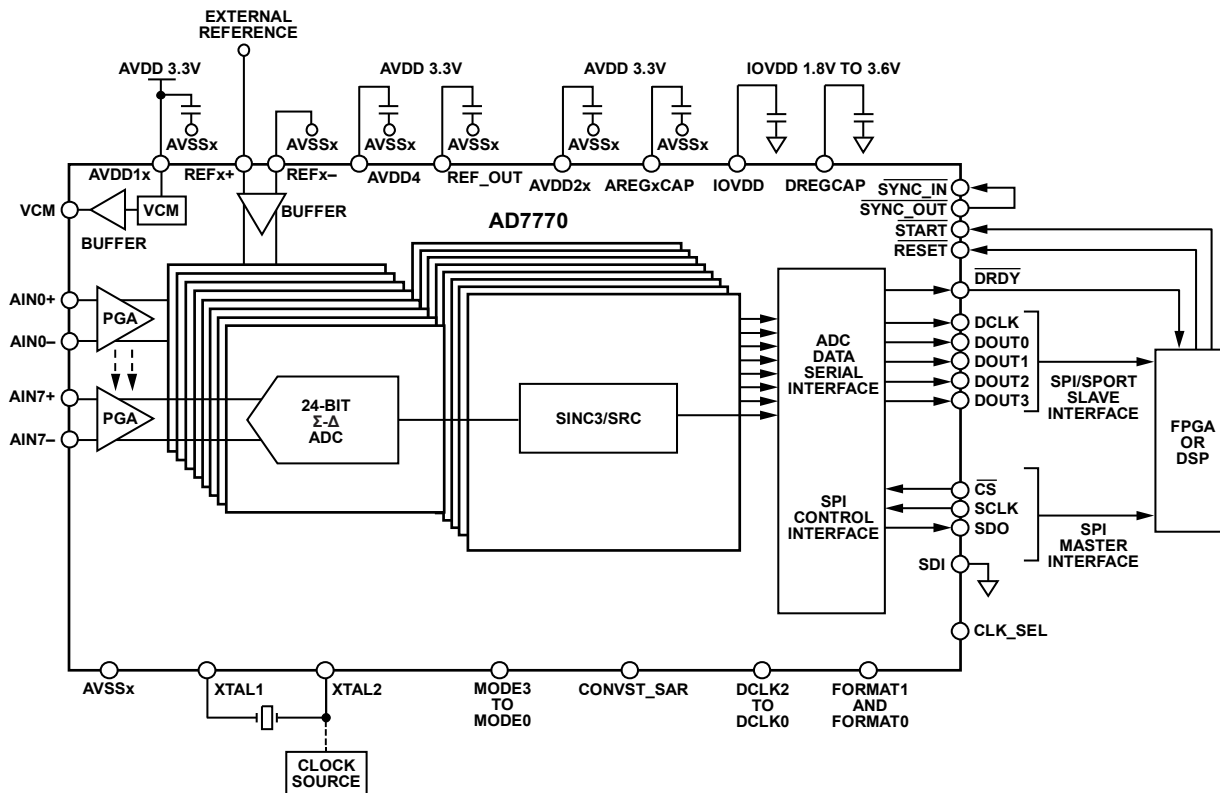 EXTERNAL
REFERENCE
AVDD 3.3V
AVDD 3.3V
AVDD 3.3V
IOVDD 1.8V TO 3.6V
AVSSx
AVSSx
AVSSx
AVSSx
AVSSx
AVSSx
AVDD1x
REFx+
REFx–
AVDD4
REF_OUT
AVDD2x
AREGxCAP
IOVDD
DREGCAP
VCM
VCM
BUFFER
BUFFER
AD7770
SYNC_IN
SYNC_OUT
START
RESET
DRDY
AIN0+
PGA
AIN0–
AIN7+
PGA
AIN7–
24-BIT
Σ-Δ
ADC
SINC3/SRC
ADC
DATA
SERIAL
INTERFACE
SPI
CONTROL
INTERFACE
DCLK
DOUT0
DOUT1
DOUT2
DOUT3
SPI/SPORT
SLAVE
INTERFACE
FPGA
OR
DSP
CS
SCLK
SDO
SPI
MASTER
INTERFACE
SDI
CLK_SEL
AVSSx
XTAL1
XTAL2
MODE3
TO
MODE0
CONVST_SAR
DCLK2
TO
DCLK0
FORMAT1
AND
FORMAT0
CLOCK
SOURCE